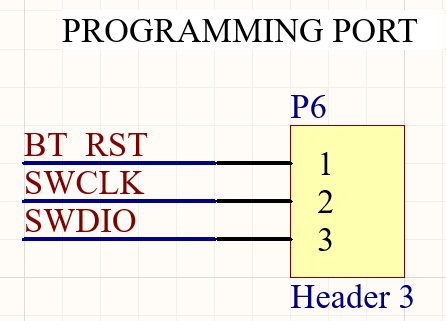 PROGRAMMING PORT
P6
BT RST 1
SWCLK 2
SWDIO 3
Header 3